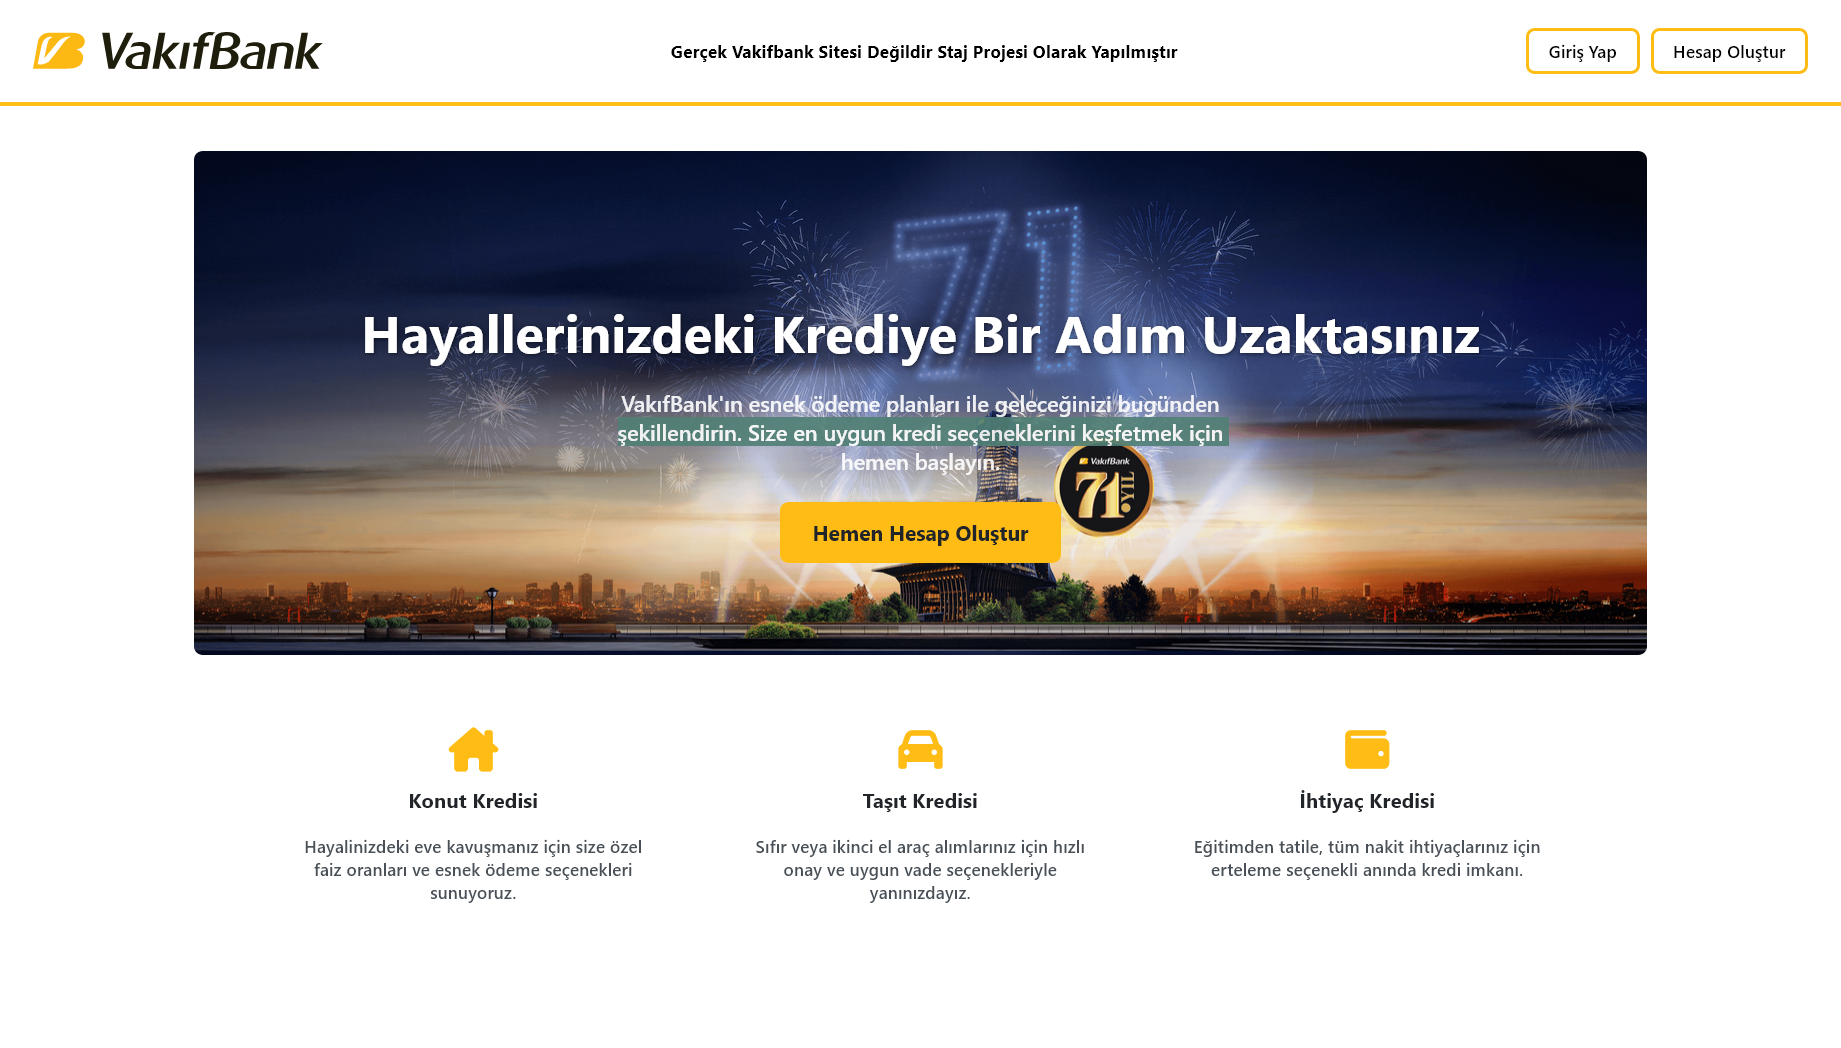 VakıfBank
Gerçek Vakifbank Sitesi Değildir Staj Projesi Olarak Yapılmıştır
Giriş Yap
Hesap Oluştur
71
Hayallerinizdeki Krediye Bir Adım Uzaktasınız
VakıfBank'ın esnek ödeme planları ile geleceğinizi bugünden
şekillendirin. Size en uygun kredi seçeneklerini keşfetmek için
hemen başlayın.
VakıfBank
71.YIL
Hemen Hesap Oluştur
Konut Kredisi
Hayalinizdeki eve kavuşmanız için size özel
faiz oranları ve esnek ödeme seçenekleri
sunuyoruz.
Taşıt Kredisi
Sıfır veya ikinci el araç alımlarınız için hızlı
onay ve uygun vade seçenekleriyle
yanınızdayız.
İhtiyaç Kredisi
Eğitimden tatile, tüm nakit ihtiyaçlarınız için
erteleme seçenekli anında kredi imkanı.